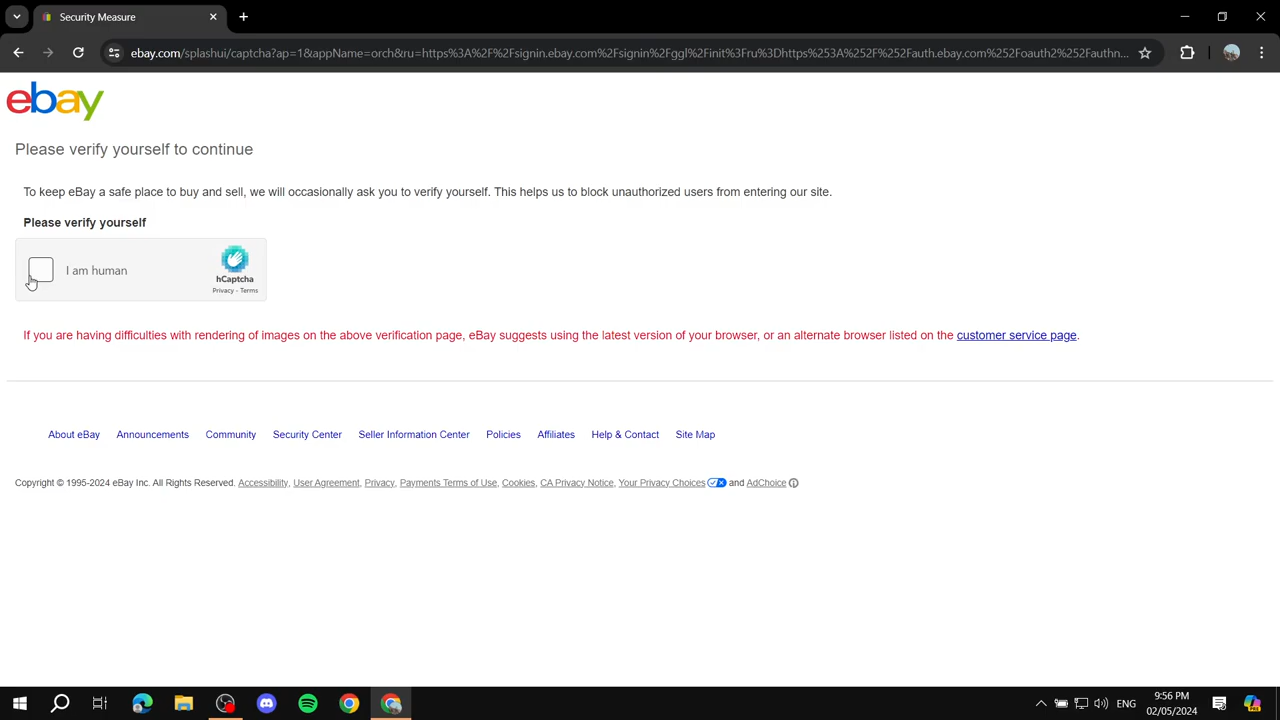 Security Measure
ebay.com/splashui/captcha?ap=1&appName=orch&ru=https%3A%2F%2Fsignin.ebay.com%2Fsignin%2Fggl%2Finit%3Fru%3Dhttps%253A%252F%252Fauth.ebay.com%252Foauth2%252Fauthn...
ebay
Please verify yourself to continue
To keep eBay a safe place to buy and sell, we will occasionally ask you to verify yourself. This helps us to block unauthorized users from entering our site.
Please verify yourself
I am human
hCaptcha
Privacy - Terms
If you are having difficulties with rendering of images on the above verification page, eBay suggests using the latest version of your browser, or an alternate browser listed on the customer service page.
About eBay Announcements Community Security Center Seller Information Center Policies Affiliates Help & Contact Site Map
Copyright © 1995-2024 eBay Inc. All Rights Reserved. Accessibility, User Agreement, Privacy, Payments Terms of Use, Cookies, CA Privacy Notice, Your Privacy Choices and AdChoice
ENG
9:56 PM
02/05/2024